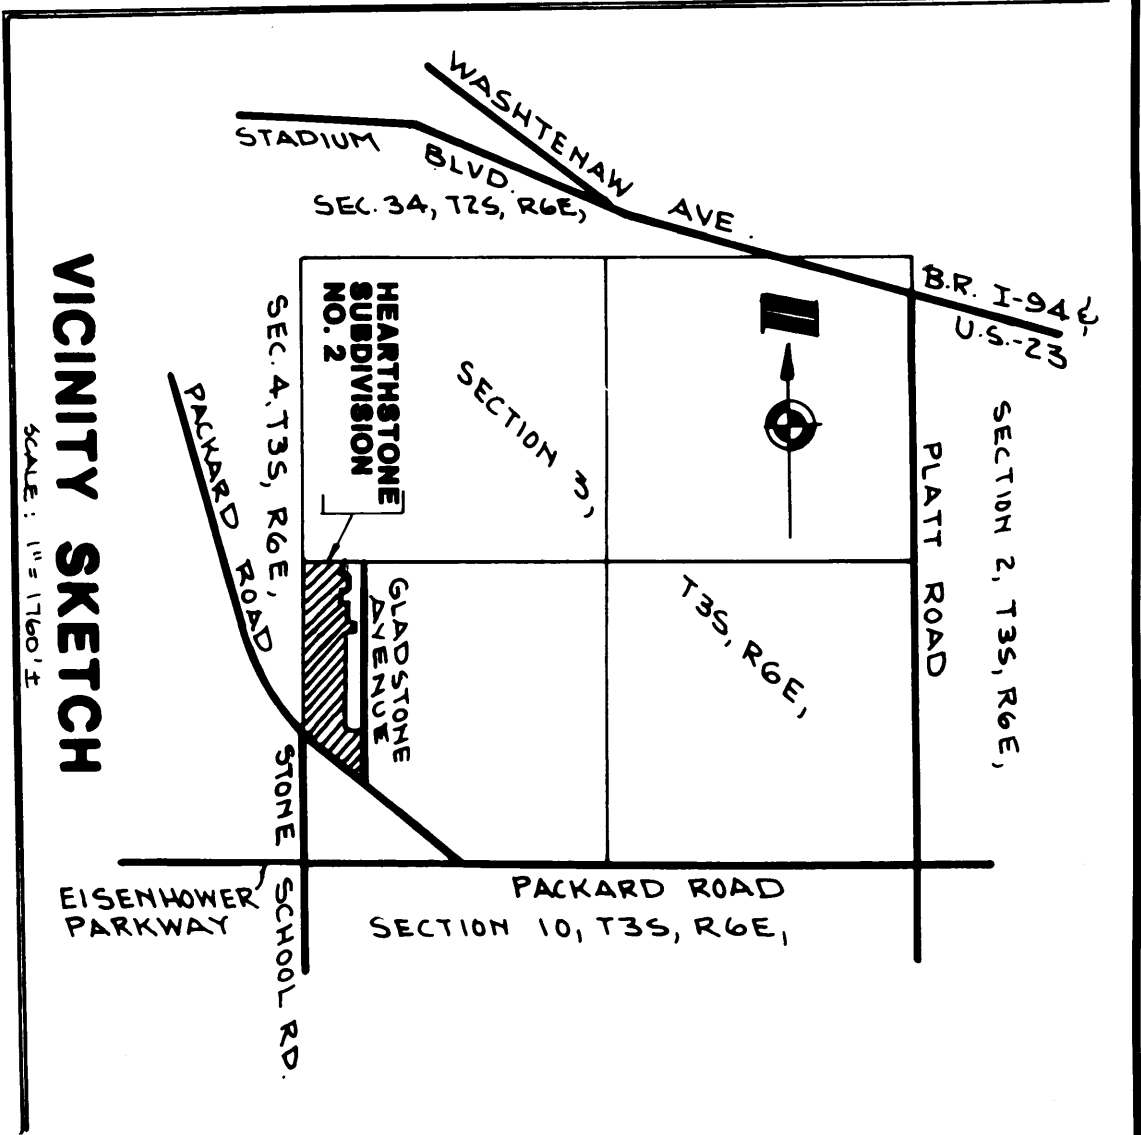 WASHTENAW AVE.
STADIUM BLVD.
SEC. 34, T2S, R6E,
B.R. I-94 &
U.S.-23
HEARTHSTONE
SUBDIVISION
NO. 2
SECTION 3,
T3S, R6E,
SEC. 4, T3S, R6E,
PACKARD ROAD
PLATT ROAD
SECTION 2, T3S, R6E,
GLADSTONE
AVENUE
STONE SCHOOL RD.
EISENHOWER
PARKWAY
PACKARD ROAD
SECTION 10, T3S, R6E,
VICINITY SKETCH
SCALE: 1" = 1760'±